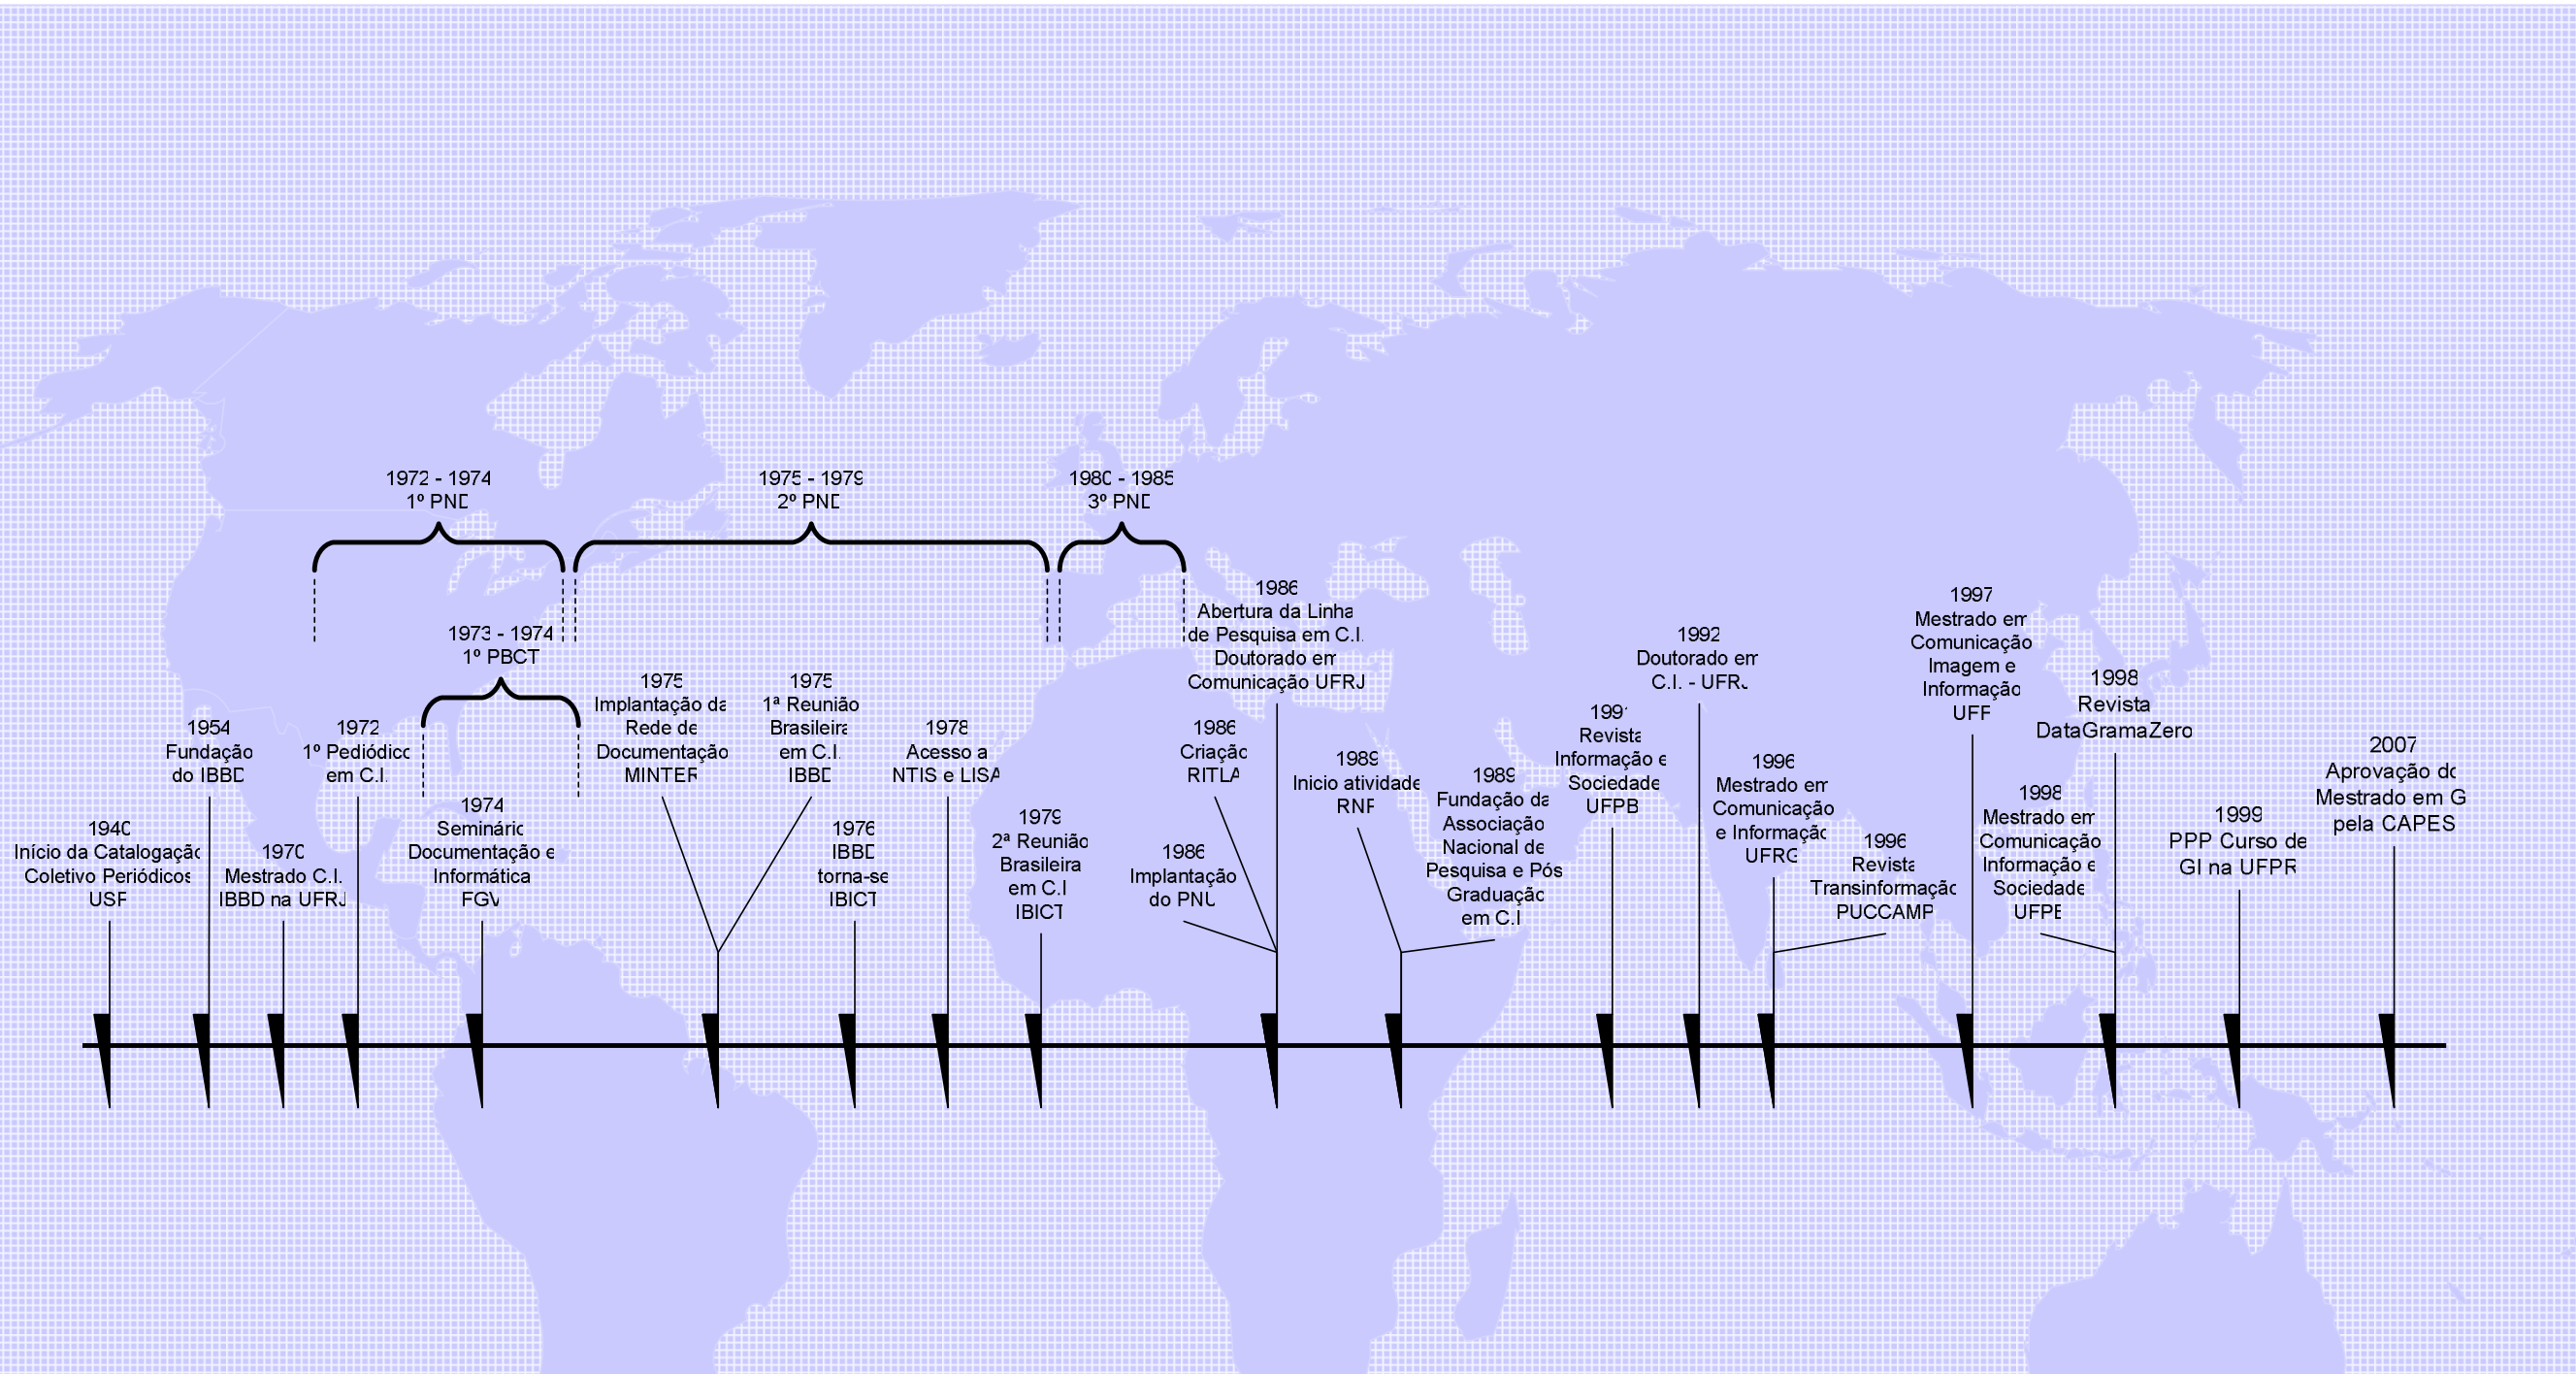 1972 - 1974
1º PND
1975 - 1979
2º PND
1980 - 1985
3º PND
1973 - 1974
1º PBCT
1940
Início da Catalogação
Coletivo Periódicos
USP
1954
Fundação
do IBBD
1970
Mestrado C.I.
IBBD na UFRJ
1972
1º Pediódico
em C.I.
1974
Seminário
Documentação e
Informática
FGV
1975
Implantação da
Rede de
Documentação
MINTER
1975
1ª Reunião
Brasileira
em C.I.
IBBD
1976
IBBD
torna-se
IBICT
1978
Acesso a
NTIS e LISA
1979
2ª Reunião
Brasileira
em C.I
IBICT
1986
Implantação
do PNU
1986
Criação
RITLA
1986
Abertura da Linha
de Pesquisa em C.I.
Doutorado em
Comunicação UFRJ
1989
Inicio atividade
RNP
1989
Fundação da
Associação
Nacional de
Pesquisa e Pós
Graduação
em C.I
1991
Revista
Informação e
Sociedade
UFPB
1992
Doutorado em
C.I. - UFRJ
1996
Mestrado em
Comunicação
e Informação
UFRG
1996
Revista
Transinformação
PUCCAMP
1997
Mestrado em
Comunicação
Imagem e
Informação
UFF
1998
Mestrado em
Comunicação
Informação e
Sociedade
UFPE
1998
Revista
DataGramaZero
1999
PPP Curso de
GI na UFPR
2007
Aprovação do
Mestrado em G
pela CAPES